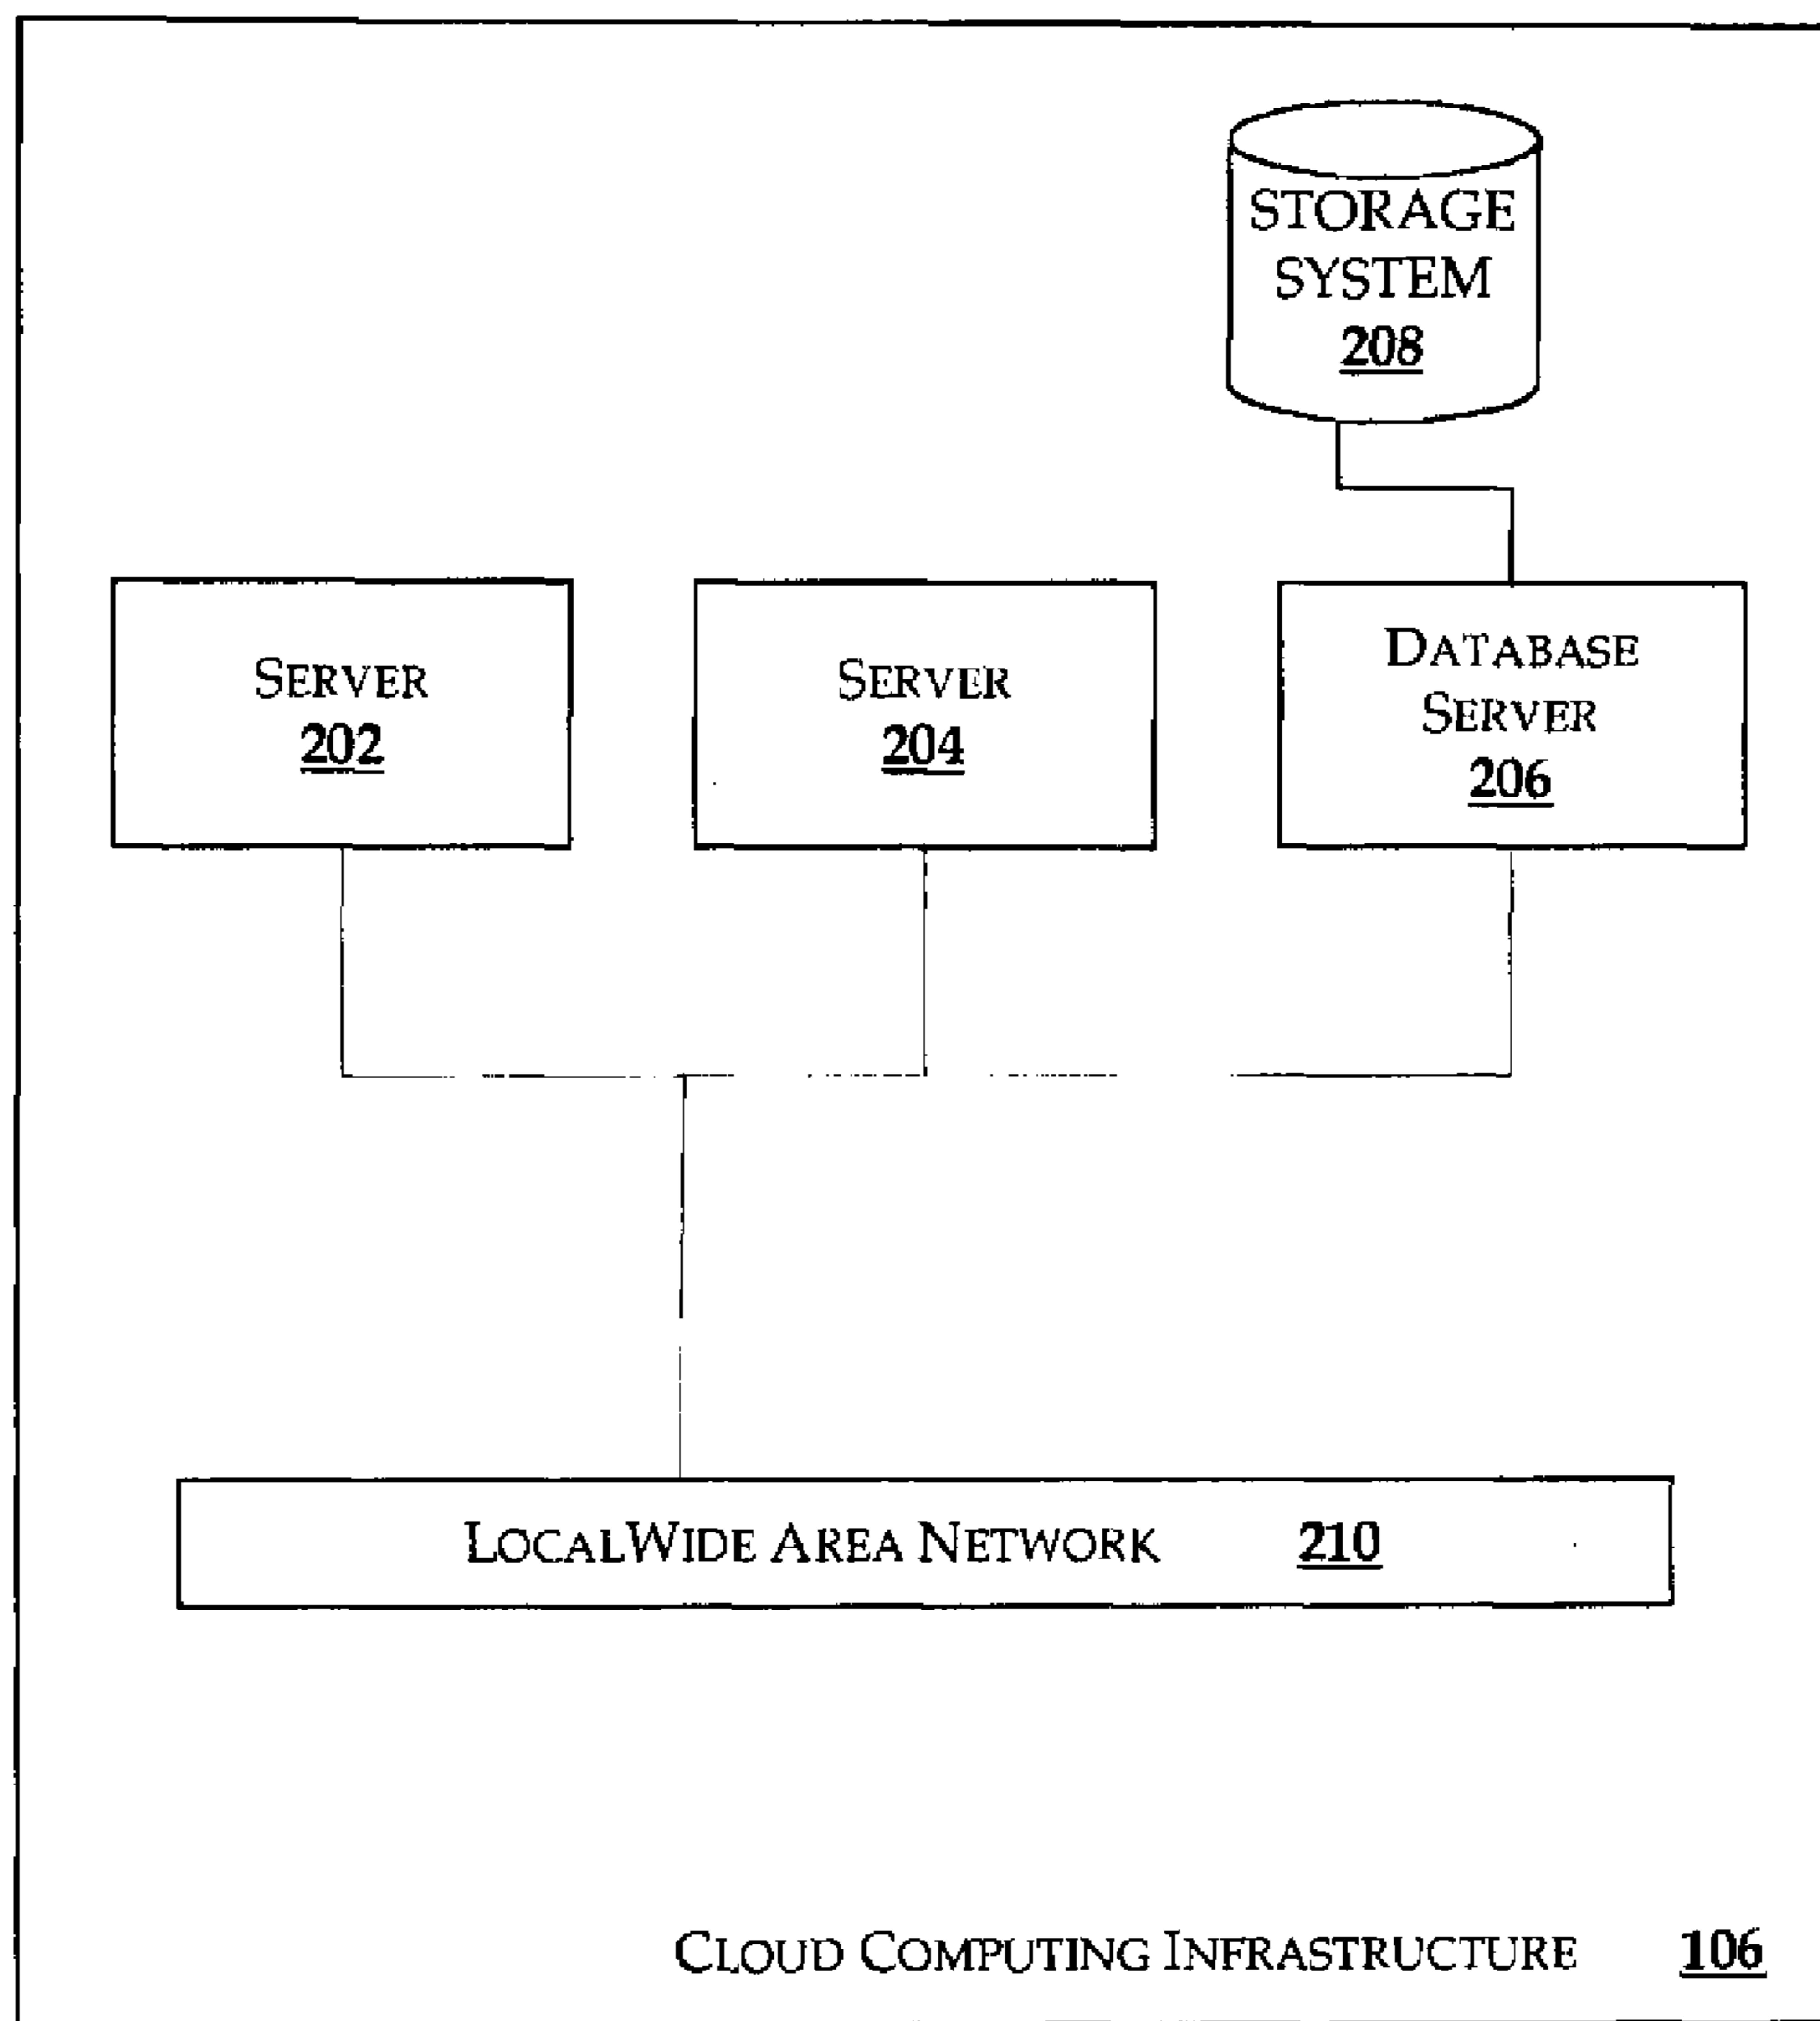 STORAGE
SYSTEM
208
SERVER
202
SERVER
204
DATABASE
SERVER
206
LOCALWIDE AREA NETWORK 210
CLOUD COMPUTING INFRASTRUCTURE 106